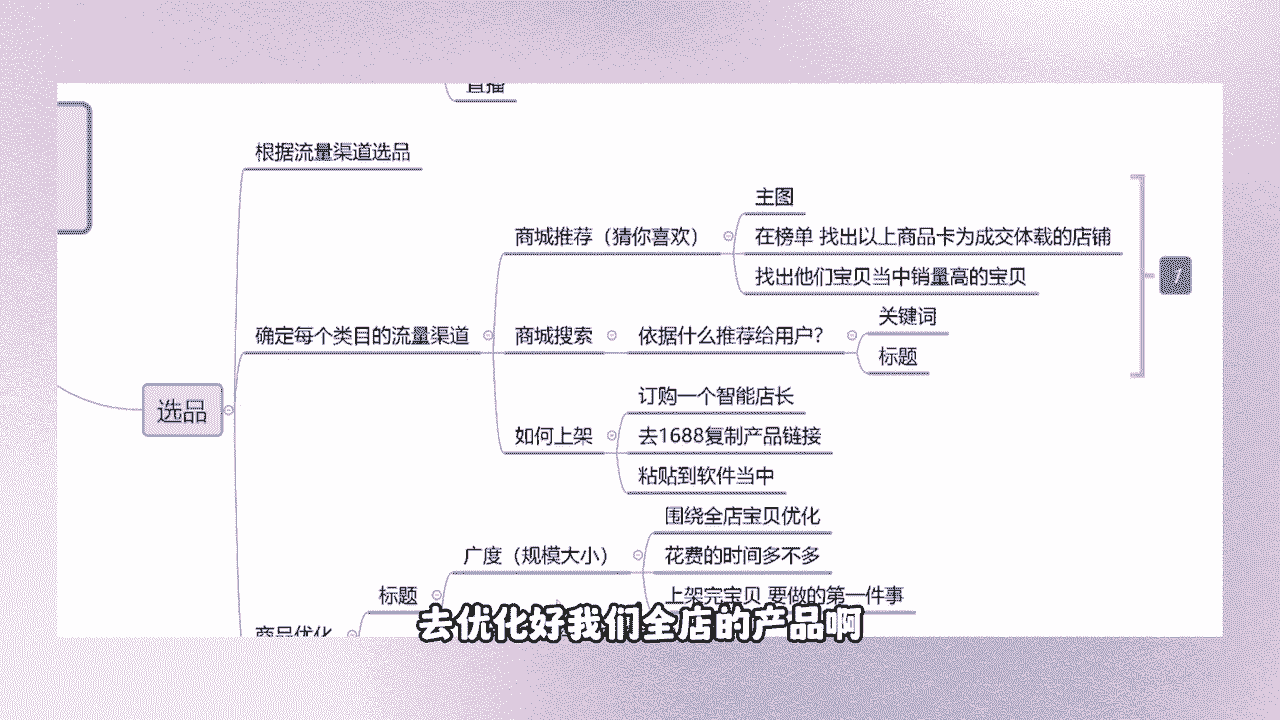 直播
根据流量渠道选品
主图
商城推荐（猜你喜欢）
在榜单 找出以上商品卡为成交体载的店铺
找出他们宝贝当中销量高的宝贝
关键词
确定每个类目的流量渠道
商城搜索
依据什么推荐给用户？
标题
订购一个智能店长
选品
如何上架
去1688复制产品链接
粘贴到软件当中
围绕全店宝贝优化
广度（规模大小）
花费的时间多不多
标题
上架完宝贝 要做的第一件事
商品优化
去优化好我们全店的产品啊